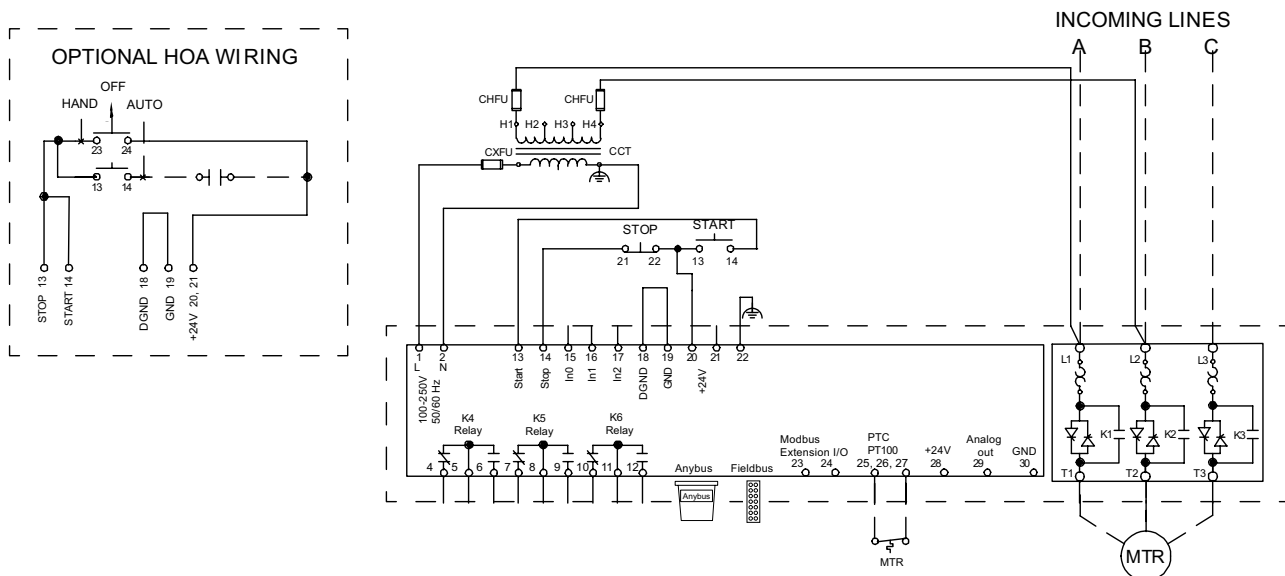 INCOMING LINES
A B C
OPTIONAL HOA WIRING
OFF
HAND AUTO
23 24
13 14
STOP 13
START 14
DGND 18
GND 19
+24V 20, 21
CHFU CHFU
H1 H2 H3 H4
CXFU CCT
STOP START
21 22 13 14
1 2 13 14 15 16 17 18 19 20 21 22
L N
100-250V
50/60 Hz
Start
Stop
In0
In1
In2
DGND
GND
+24V
K4
Relay
K5
Relay
K6
Relay
4 5 6 7 8 9 10 11 12
Modbus
Extension I/O
23 24
PTC
PT100
25, 26, 27
+24V
28
Analog
out
29
GND
30
Anybus Fieldbus
Anybus
MTR
L1 L2 L3
K1 K2 K3
T1 T2 T3
MTR